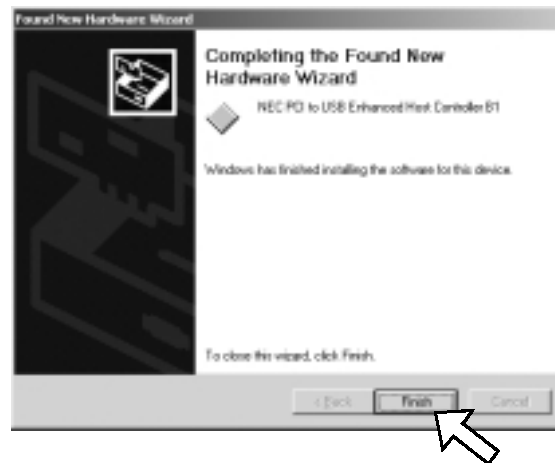 Found New Hardware Wizard
Completing the Found New
Hardware Wizard
NEC PCI to USB Enhanced Host Controller B1
Windows has finished installing the software for this device.
To close this wizard, click Finish.
< Back
Finish
Cancel